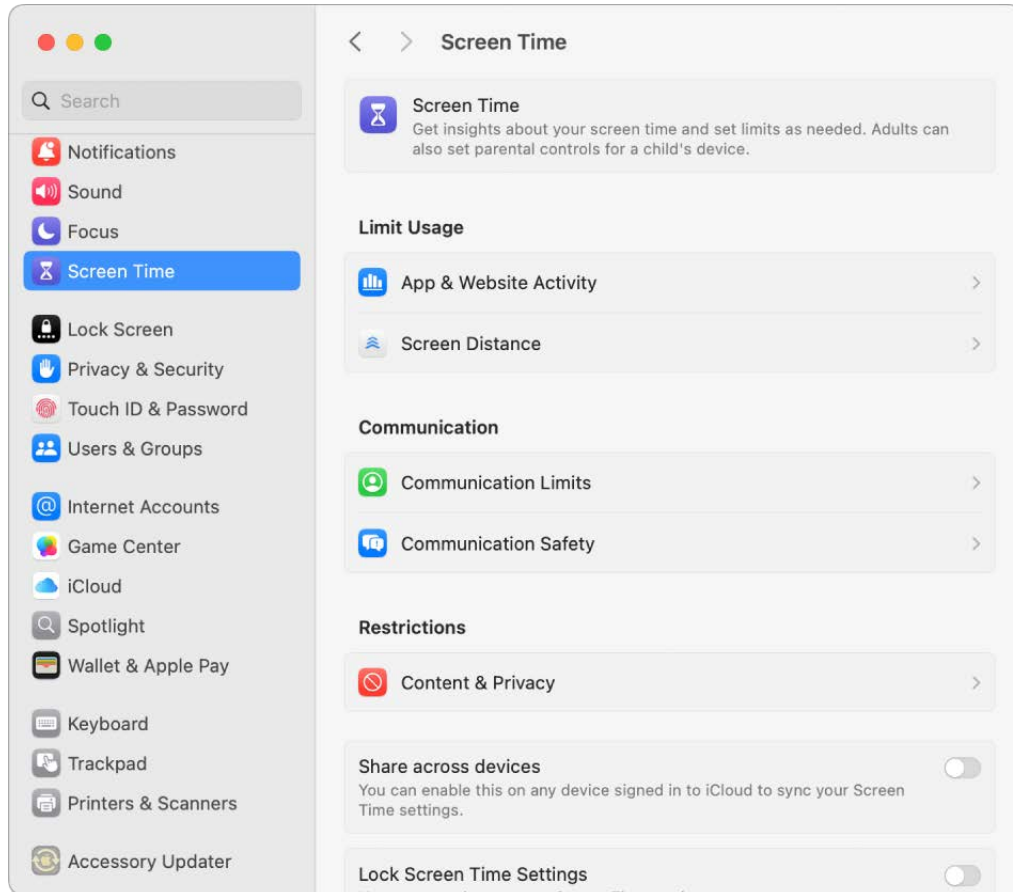 Search
Notifications
Sound
Focus
Screen Time
Lock Screen
Privacy & Security
Touch ID & Password
Users & Groups
Internet Accounts
Game Center
iCloud
Spotlight
Wallet & Apple Pay
Keyboard
Trackpad
Printers & Scanners
Accessory Updater
Screen Time
Screen Time
Get insights about your screen time and set limits as needed. Adults can
also set parental controls for a child's device.
Limit Usage
App & Website Activity
Screen Distance
Communication
Communication Limits
Communication Safety
Restrictions
Content & Privacy
Share across devices
You can enable this on any device signed in to iCloud to sync your Screen
Time settings.
Lock Screen Time Settings